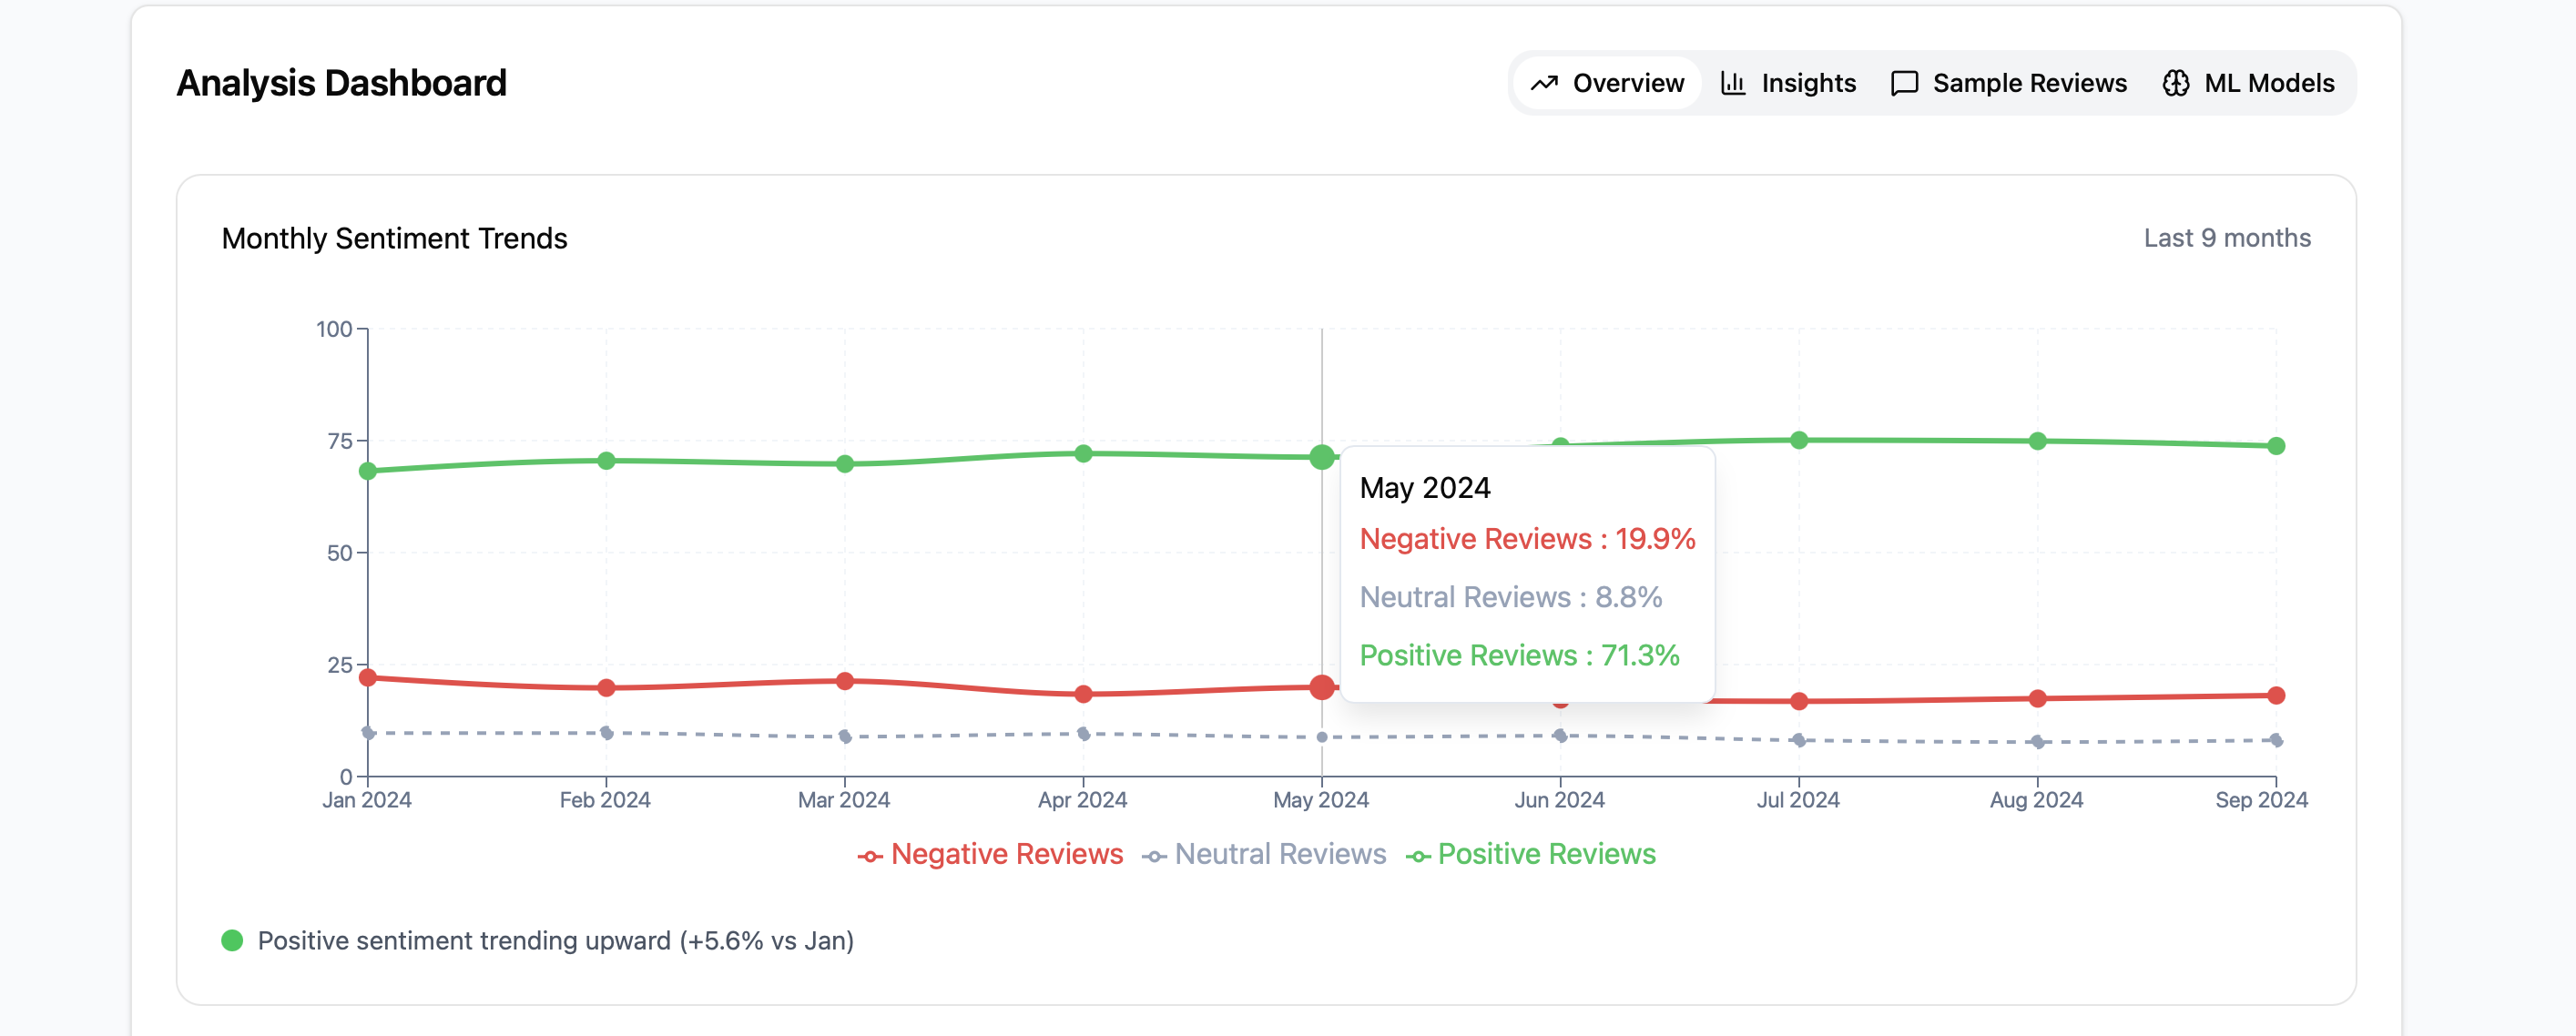 Analysis Dashboard
Overview
Insights
Sample Reviews
ML Models
Monthly Sentiment Trends
Last 9 months
100
75
50
25
0
May 2024
Negative Reviews : 19.9%
Neutral Reviews : 8.8%
Positive Reviews : 71.3%
Jan 2024
Feb 2024
Mar 2024
Apr 2024
May 2024
Jun 2024
Jul 2024
Aug 2024
Sep 2024
Negative Reviews
Neutral Reviews
Positive Reviews
Positive sentiment trending upward (+5.6% vs Jan)